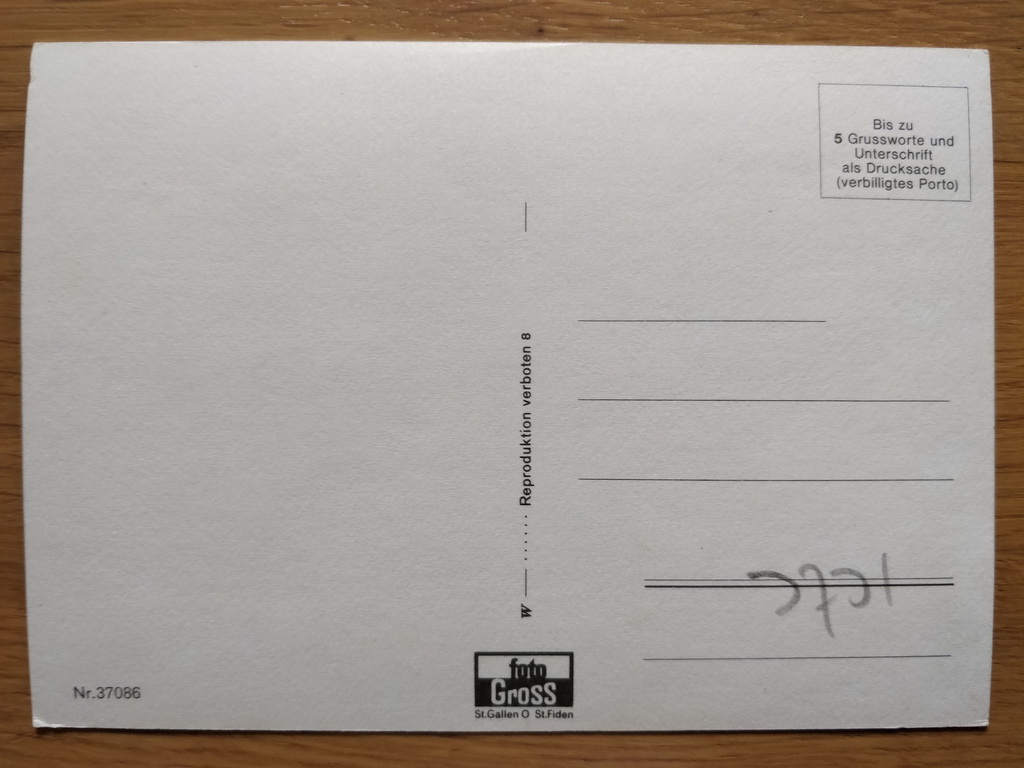 Bis zu
5 Grussworte und
Unterschrift
als Drucksache
(verbilligtes Porto)
W ...... Reproduktion verboten 8
Nr.37086
foto
Gross
St.Gallen O St.Fiden